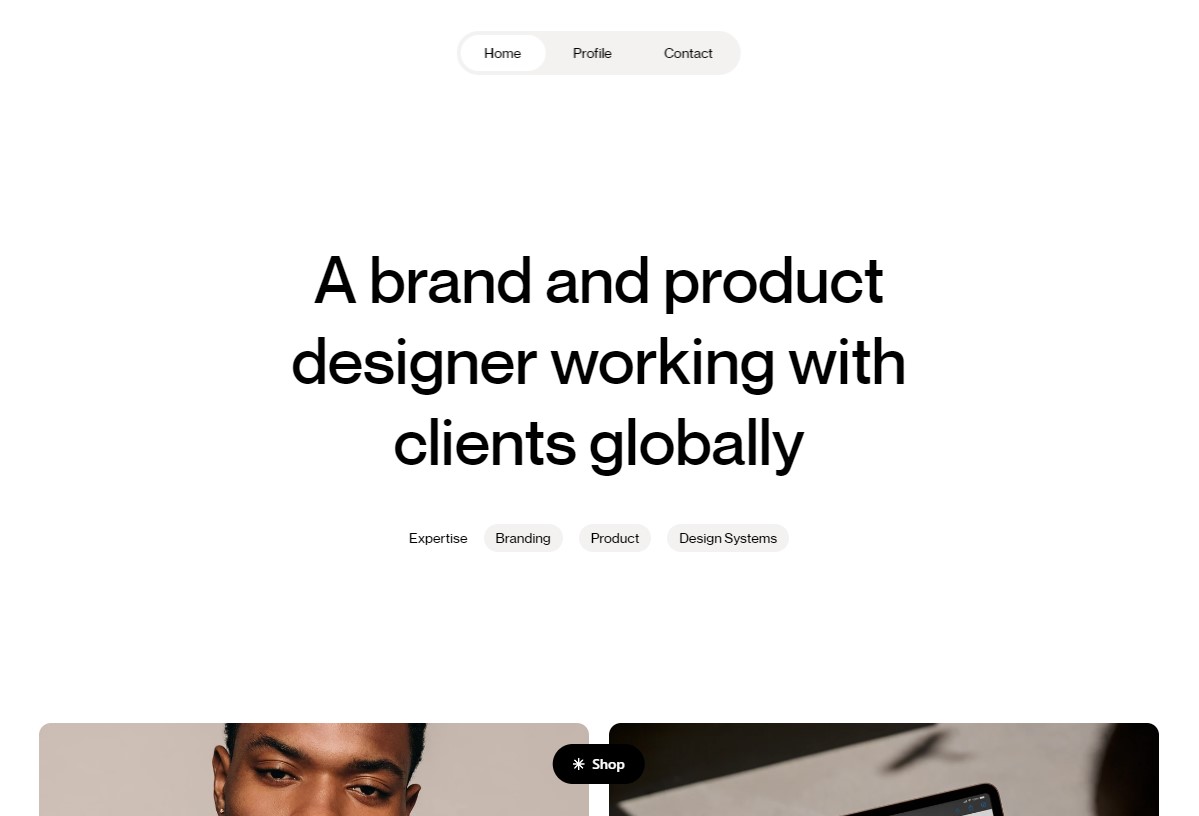 Home
Profile
Contact
A brand and product
designer working with
clients globally
Expertise
Branding
Product
Design Systems
Shop